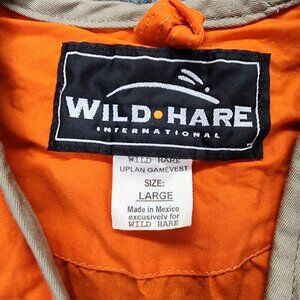 WILD•HARE
INTERNATIONAL
WILD HARE
UPLAN GAMEVEST
SIZE:
LARGE
Made in Mexico
exclusively for
WILD HARE